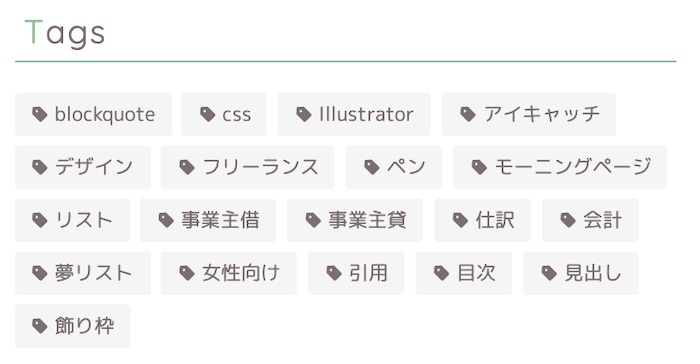 Tags
blockquote css Illustrator アイキャッチ
デザイン フリーランス ペン モーニングページ
リスト 事業主借 事業主貸 仕訳 会計
夢リスト 女性向け 引用 目次 見出し
飾り枠